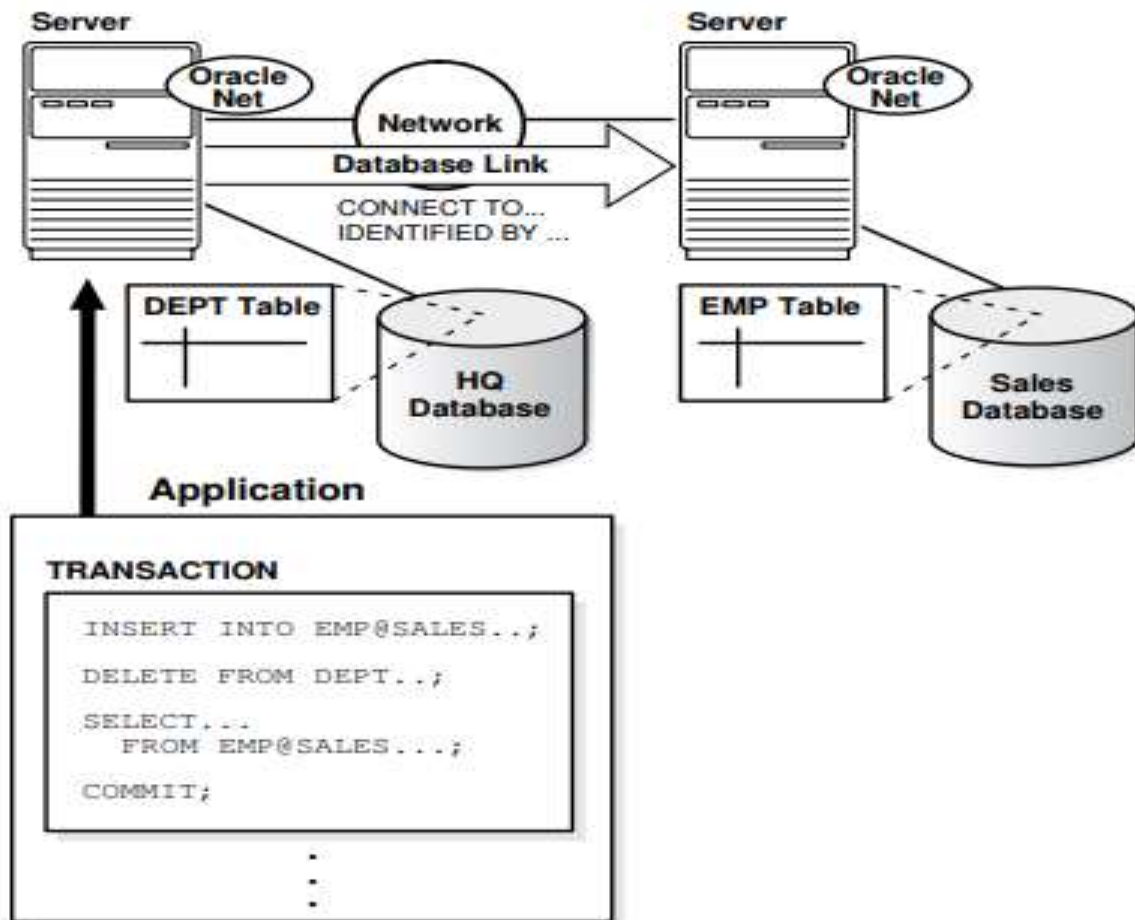 Server
Server
Oracle
Net
Oracle
Net
Network
Database Link
CONNECT TO...
IDENTIFIED BY ...
DEPT Table
EMP Table
HQ
Database
Sales
Database
Application
TRANSACTION
INSERT INTO EMP@SALES..;
DELETE FROM DEPT..;
SELECT...
FROM EMP@SALES...;
COMMIT;